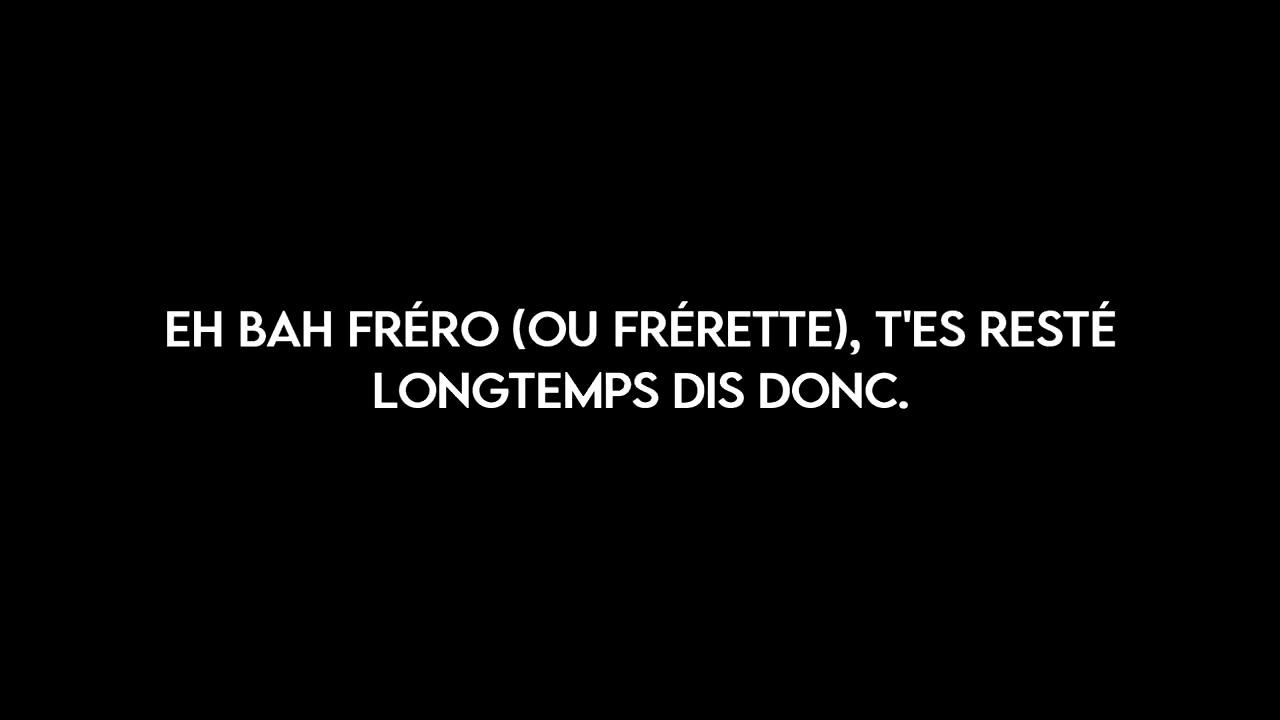 EH BAH FRÉRO (OU FRÉRETTE), T'ES RESTÉ
LONGTEMPS DIS DONC.